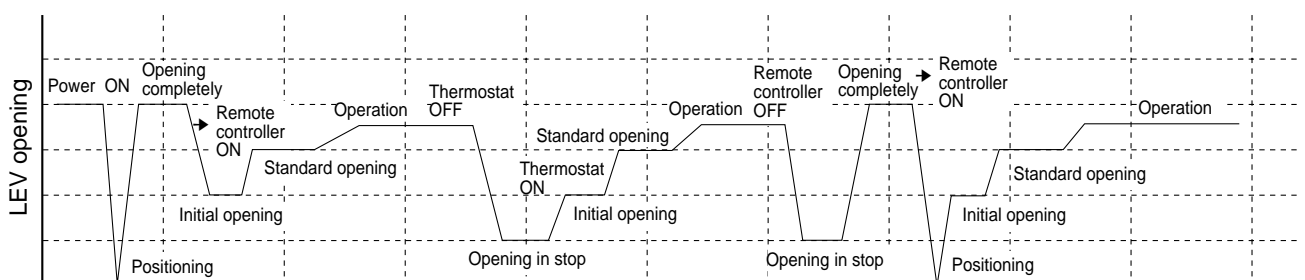 LEV opening
Power ON
Opening
completely
Remote
controller
ON
Positioning
Initial opening
Standard opening
Operation
Thermostat
OFF
Opening in stop
Thermostat
ON
Initial opening
Standard opening
Operation
Remote
controller
OFF
Opening in stop
Opening
completely
Remote
controller
ON
Positioning
Initial opening
Standard opening
Operation